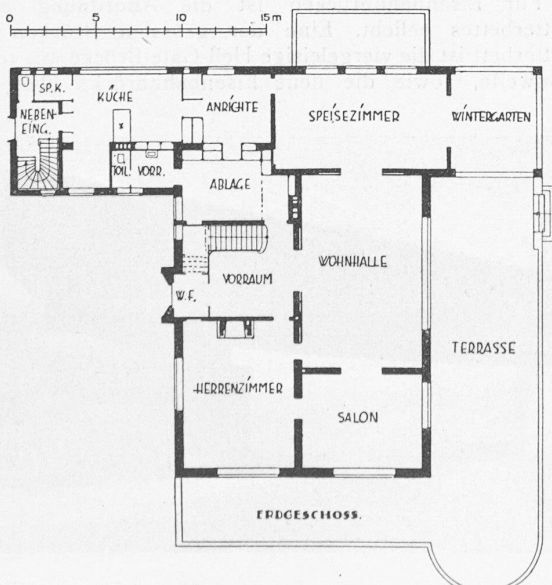 0 5 10 15 m
SP.K.
KÜCHE
ANRICHTE
SPEISEZIMMER
WINTERGARTEN
NEBEN-
EING.
TOIL.
VORR.
ABLAGE
WOHNHALLE
VORRAUM
W.F.
TERRASSE
HERRENZIMMER
SALON
ERDGESCHOSS.